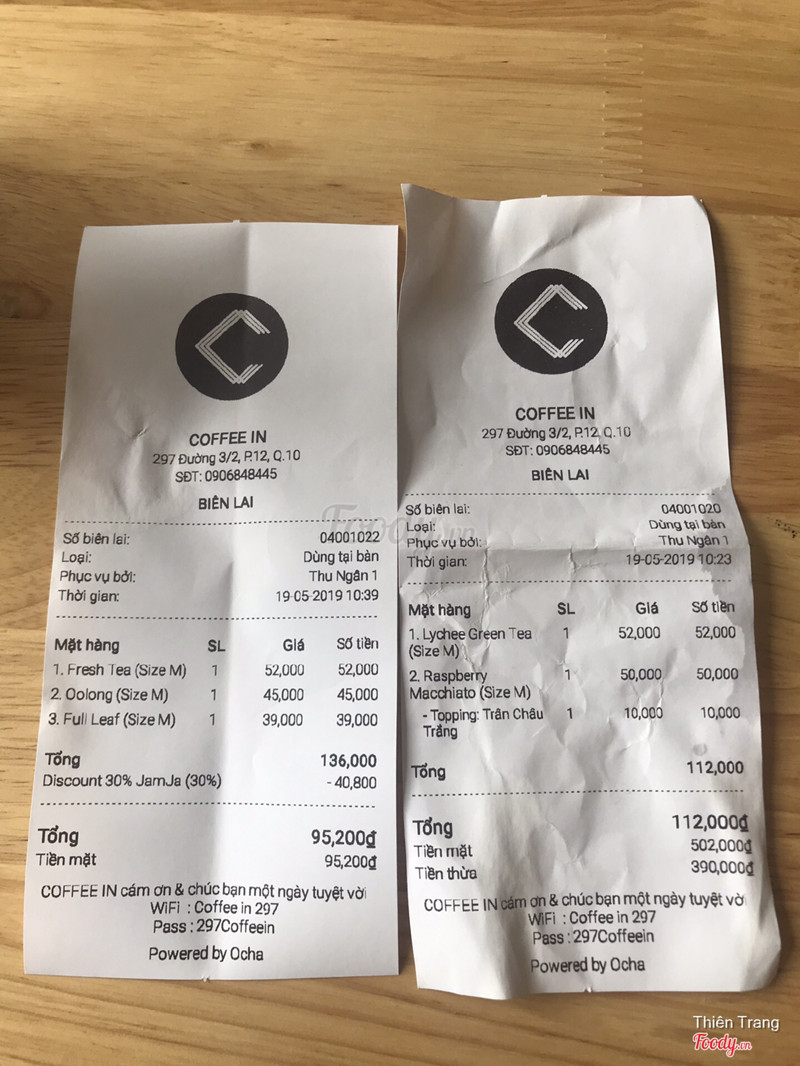 COFFEE IN
297 Đường 3/2, P.12, Q.10
SĐT: 0906848445
BIÊN LAI
Số biên lai: 04001022
Loại: Dùng tại bàn
Phục vụ bởi: Thu Ngân 1
Thời gian: 19-05-2019 10:39
Mặt hàng SL Giá Số tiền
1. Fresh Tea (Size M) 1 52,000 52,000
2. Oolong (Size M) 1 45,000 45,000
3. Full Leaf (Size M) 1 39,000 39,000
Tổng 136,000
Discount 30% JamJa (30%) - 40,800
Tổng 95,200₫
Tiền mặt 95,200₫
COFFEE IN cám ơn & chúc bạn một ngày tuyệt vời
WiFi : Coffee in 297
Pass : 297Coffeein
Powered by Ocha
COFFEE IN
297 Đường 3/2, P.12, Q.10
SĐT: 0906848445
BIÊN LAI
Số biên lai: 04001020
Loại: Dùng tại bàn
Phục vụ bởi: Thu Ngân 1
Thời gian: 19-05-2019 10:23
Mặt hàng SL Giá Số tiền
1. Lychee Green Tea 1 52,000 52,000
(Size M)
2. Raspberry 1 50,000 50,000
Macchiato (Size M)
- Topping: Trân Châu 1 10,000 10,000
Trắng
Tổng 112,000
Tổng 112,000₫
Tiền mặt 502,000₫
Tiền thừa 390,000₫
COFFEE IN cám ơn & chúc bạn một ngày tuyệt vờ
WiFi : Coffee in 297
Pass : 297Coffeein
Powered by Ocha
Foody.vn
Thiên Trang
Foody.vn